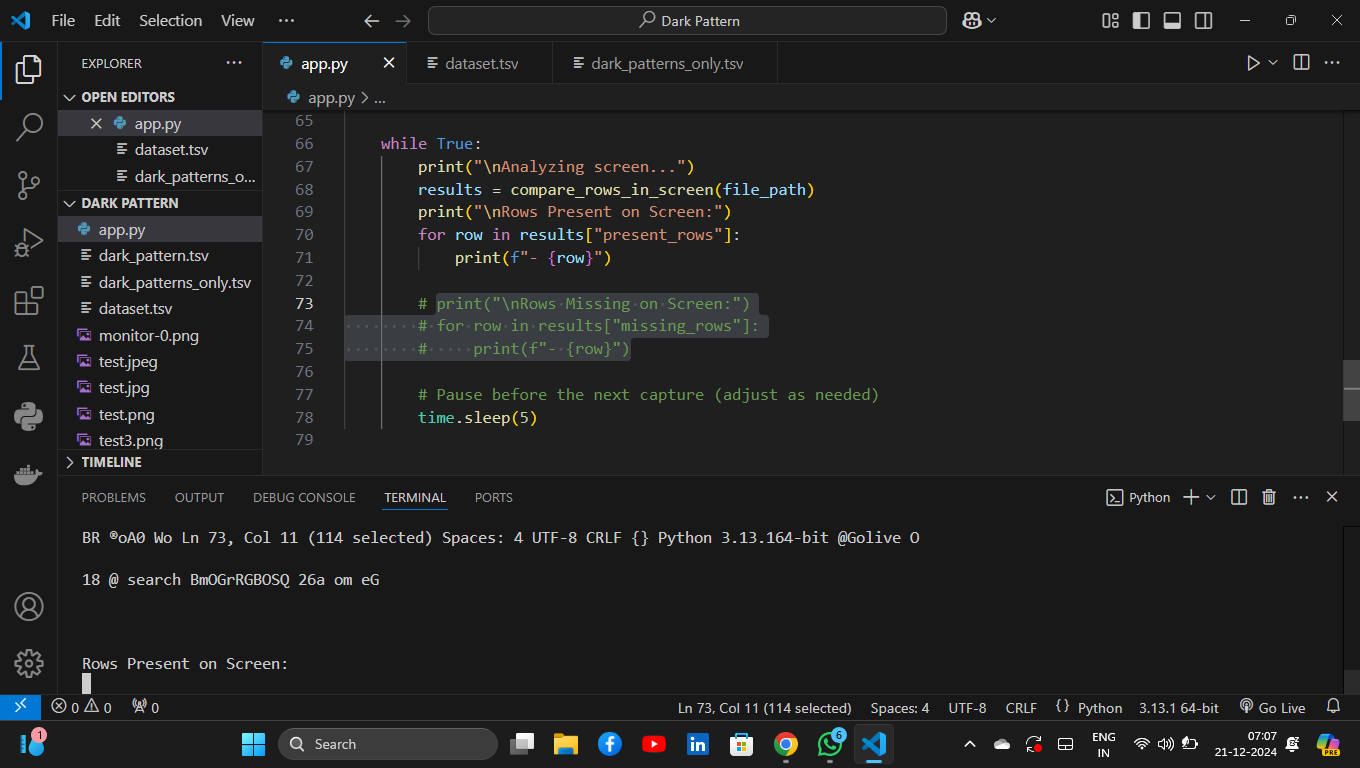 File Edit Selection View ··· Dark Pattern
EXPLORER ···
OPEN EDITORS
app.py
dataset.tsv
dark_patterns_o...
DARK PATTERN
app.py
dark_pattern.tsv
dark_patterns_only.tsv
dataset.tsv
monitor-0.png
test.jpeg
test.jpg
test.png
test3.png
TIMELINE
app.py dataset.tsv dark_patterns_only.tsv
app.py > ...
65
66 while True:
67 print("\nAnalyzing screen...")
68 results = compare_rows_in_screen(file_path)
69 print("\nRows Present on Screen:")
70 for row in results["present_rows"]:
71 print(f"- {row}")
72
73 # print("\nRows Missing on Screen:")
74 # for row in results["missing_rows"]:
75 #     print(f"- {row}")
76
77 # Pause before the next capture (adjust as needed)
78 time.sleep(5)
79
PROBLEMS OUTPUT DEBUG CONSOLE TERMINAL PORTS Python
BR ®oA0 Wo Ln 73, Col 11 (114 selected) Spaces: 4 UTF-8 CRLF {} Python 3.13.164-bit @Golive O
18 @ search BmOGrRGBOSQ 26a om eG
Rows Present on Screen:
0 0 0 Ln 73, Col 11 (114 selected) Spaces: 4 UTF-8 CRLF {} Python 3.13.1 64-bit Go Live
1 Search 6 ENG 07:07
IN 21-12-2024 PRE